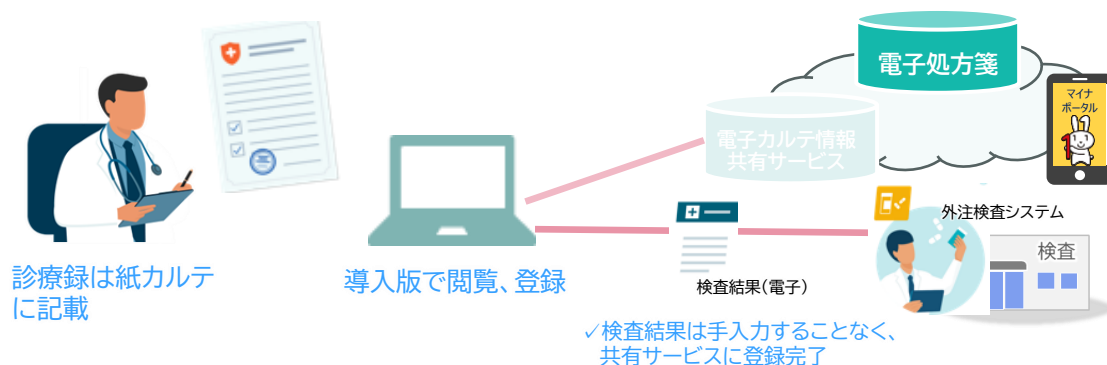 電子処方箋
マイナ
ポータル
電子カルテ情報
共有サービス
外注検査システム
検査
診療録は紙カルテ
に記載
導入版で閲覧、登録
検査結果(電子)
✓検査結果は手入力することなく、
共有サービスに登録完了